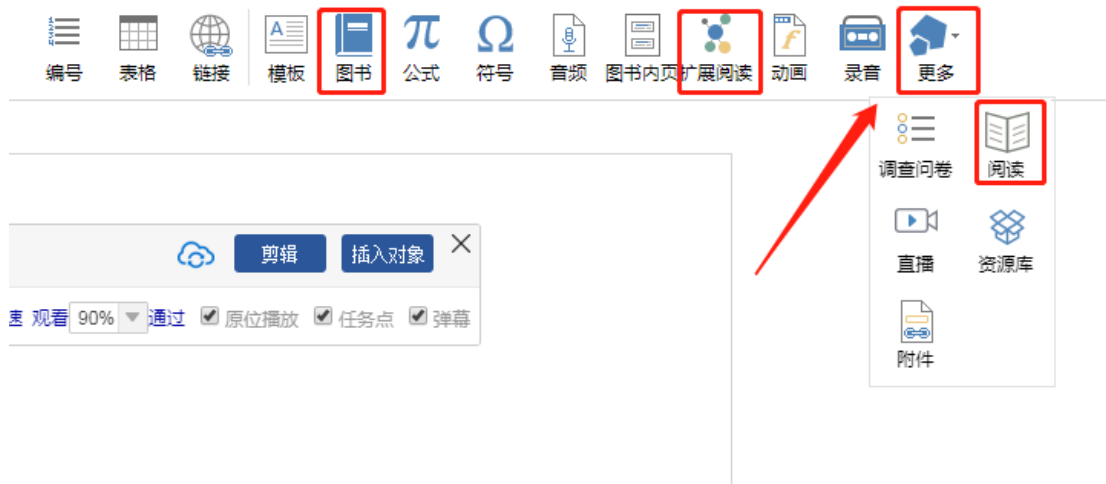 编号 表格 链接 模板 图书 公式 符号 音频 图书内页 扩展阅读 动画 录音 更多
调查问卷 阅读
剪辑 插入对象
直播 资源库
速 观看 90% 通过 原位播放 任务点 弹幕
附件